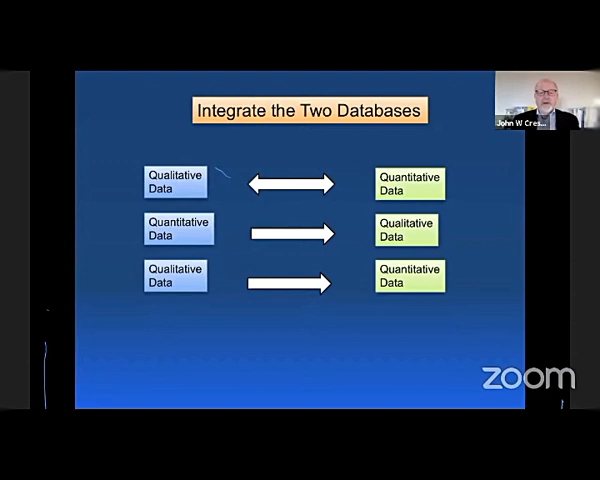 Integrate the Two Databases
John W Cres...
Qualitative
Data
Quantitative
Data
Quantitative
Data
Qualitative
Data
Qualitative
Data
Quantitative
Data
zoom